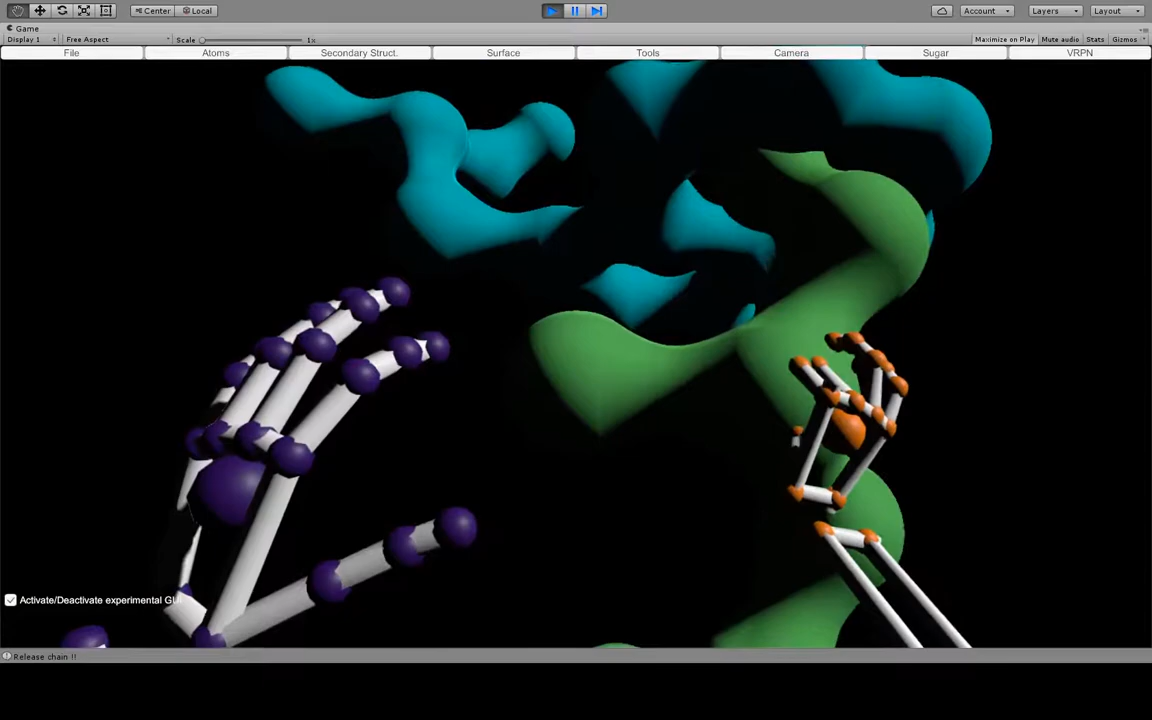 Center Local Account Layers Layout
Game
Display 1 Free Aspect Scale 1x Maximize on Play Mute audio Stats Gizmos
File Atoms Secondary Struct. Surface Tools Camera Sugar VRPN
Activate/Deactivate experimental GUI
Release chain !!